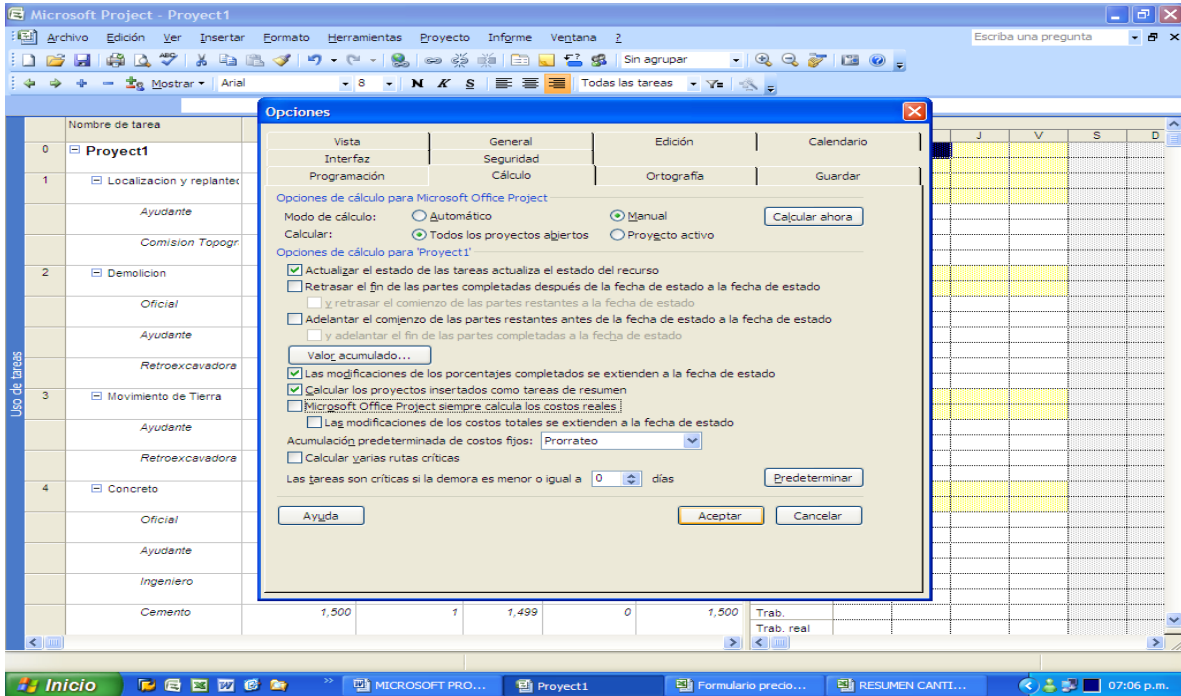 Microsoft Project - Proyect1
Archivo Edición Ver Insertar Formato Herramientas Proyecto Informe Ventana ? Escriba una pregunta
Sin agrupar
Mostrar Arial 8 N K S Todas las tareas
Opciones
Vista General Edición Calendario
Interfaz Seguridad
Programación Cálculo Ortografía Guardar
Opciones de cálculo para Microsoft Office Project
Modo de cálculo: Automático Manual Calcular ahora
Calcular: Todos los proyectos abiertos Proyecto activo
Opciones de cálculo para 'Proyect1'
Actualizar el estado de las tareas actualiza el estado del recurso
Retrasar el fin de las partes completadas después de la fecha de estado a la fecha de estado
y retrasar el comienzo de las partes restantes a la fecha de estado
Adelantar el comienzo de las partes restantes antes de la fecha de estado a la fecha de estado
y adelantar el fin de las partes completadas a la fecha de estado
Valor acumulado...
Las modificaciones de los porcentajes completados se extienden a la fecha de estado
Calcular los proyectos insertados como tareas de resumen
Microsoft Office Project siempre calcula los costos reales
Las modificaciones de los costos totales se extienden a la fecha de estado
Acumulación predeterminada de costos fijos: Prorrateo
Calcular varias rutas críticas
Las tareas son críticas si la demora es menor o igual a 0 días Predeterminar
Ayuda Aceptar Cancelar
Nombre de tarea
J V S D
0 Proyect1
1 Localizacion y replanteo
Ayudante
Comision Topogr
2 Demolicion
Oficial
Ayudante
Retroexcavadora
3 Movimiento de Tierra
Ayudante
Retroexcavadora
4 Concreto
Oficial
Ayudante
Ingeniero
Cemento 1,500 1 1,499 0 1,500 Trab.
Trab. real
Uso de tareas
Inicio » MICROSOFT PRO... Proyect1 Formulario precio... RESUMEN CANTI... 07:06 p.m.